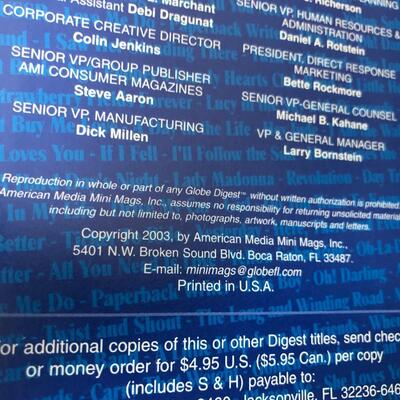 Marchant
Assistant Debi Dragunat
CORPORATE CREATIVE DIRECTOR
Colin Jenkins
SENIOR VP/GROUP PUBLISHER
AMI CONSUMER MAGAZINES
Steve Aaron
SENIOR VP, MANUFACTURING
Dick Millen
Richerson
SENIOR VP, HUMAN RESOURCES &
ADMINISTRATION
Daniel A. Rotstein
PRESIDENT, DIRECT RESPONSE
MARKETING
Bette Rockmore
SENIOR VP-GENERAL COUNSEL
Michael B. Kahane
VP & GENERAL MANAGER
Larry Bornstein
Reproduction in whole or part of any Globe Digest™ without written authorization is prohibited.
American Media Mini Mags, Inc., assumes no responsibility for returning unsolicited material
including but not limited to, photographs, artwork, manuscripts and letters.
Copyright 2003, by American Media Mini Mags, Inc.,
5401 N.W. Broken Sound Blvd. Boca Raton, FL 33487.
E-mail: minimags@globefl.com
Printed in U.S.A.
or additional copies of this or other Digest titles, send chec
or money order for $4.95 U.S. ($5.95 Can.) per copy
(includes S & H) payable to:
Jacksonville, FL 32236-646